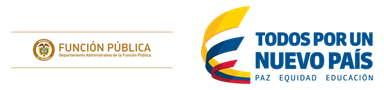 FUNCIÓN PÚBLICA
Departamento Administrativo de la Función Pública
TODOS POR UN
NUEVO PAÍS
PAZ EQUIDAD EDUCACIÓN